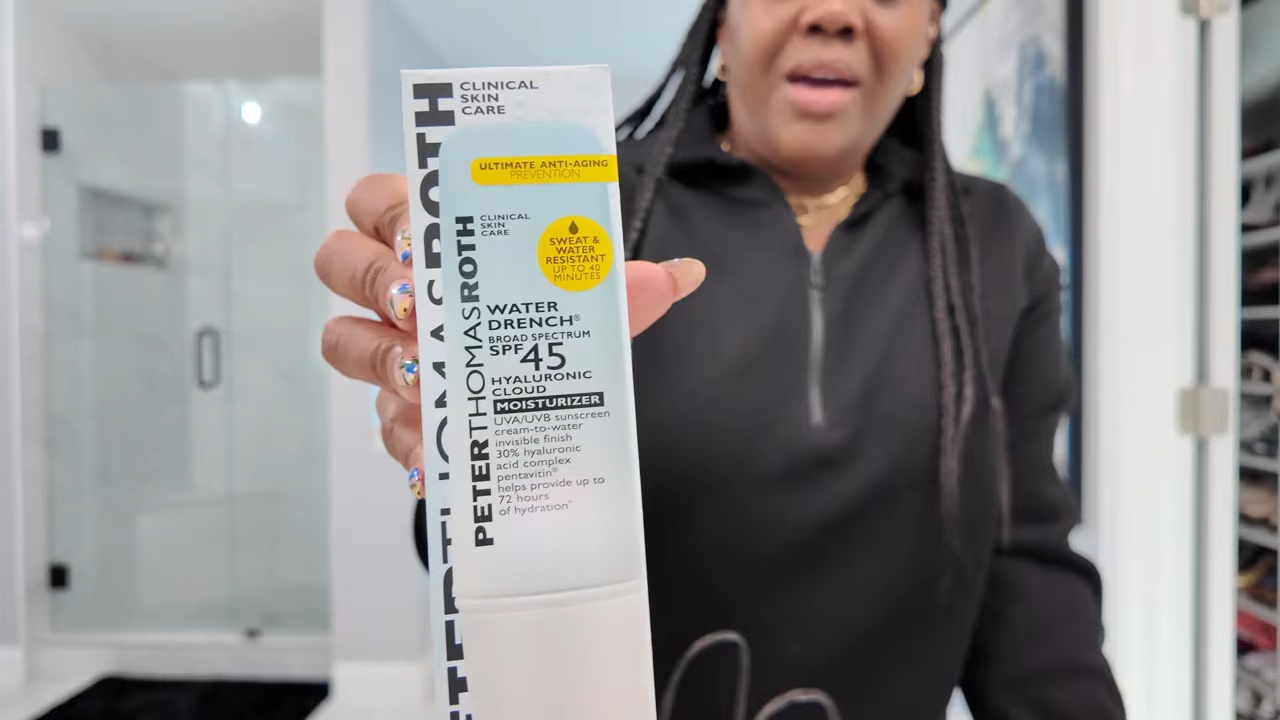 CLINICAL
SKIN
CARE
ULTIMATE ANTI-AGING
PREVENTION
PETERTHOMASROTH
CLINICAL
SKIN
CARE
SWEAT &
WATER
RESISTANT
UP TO 40
MINUTES
WATER
DRENCH®
BROAD SPECTRUM
SPF 45
HYALURONIC
CLOUD
MOISTURIZER
UVA/UVB sunscreen
cream-to-water
invisible finish
30% hyaluronic
acid complex
pentavitin®
helps provide up to
72 hours
of hydration*
PETERTHOMASROTH